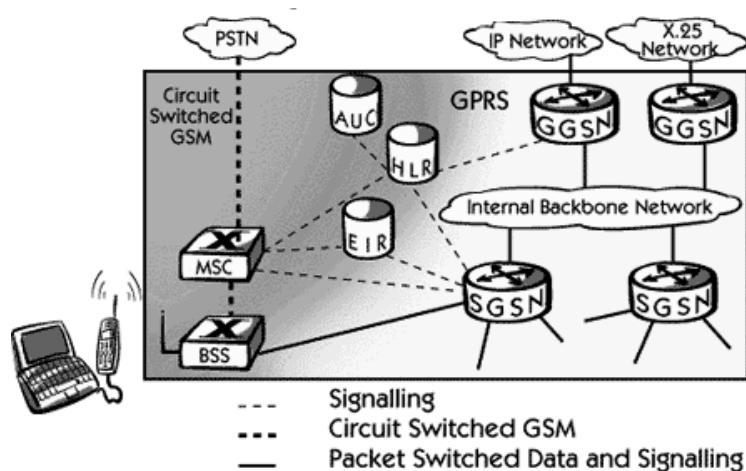 PSTN
IP Network
X.25
Network
Circuit
Switched
GSM
AUC
GPRS
GGSN
GGSN
HLR
Internal Backbone Network
EIR
MSC
SGSN
SGSN
BSS
Signalling
Circuit Switched GSM
Packet Switched Data and Signalling